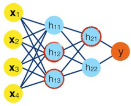 x₁
x₂
x₃
x₄
h₁₁
h₁₂
h₁₃
h₂₁
h₂₂
y